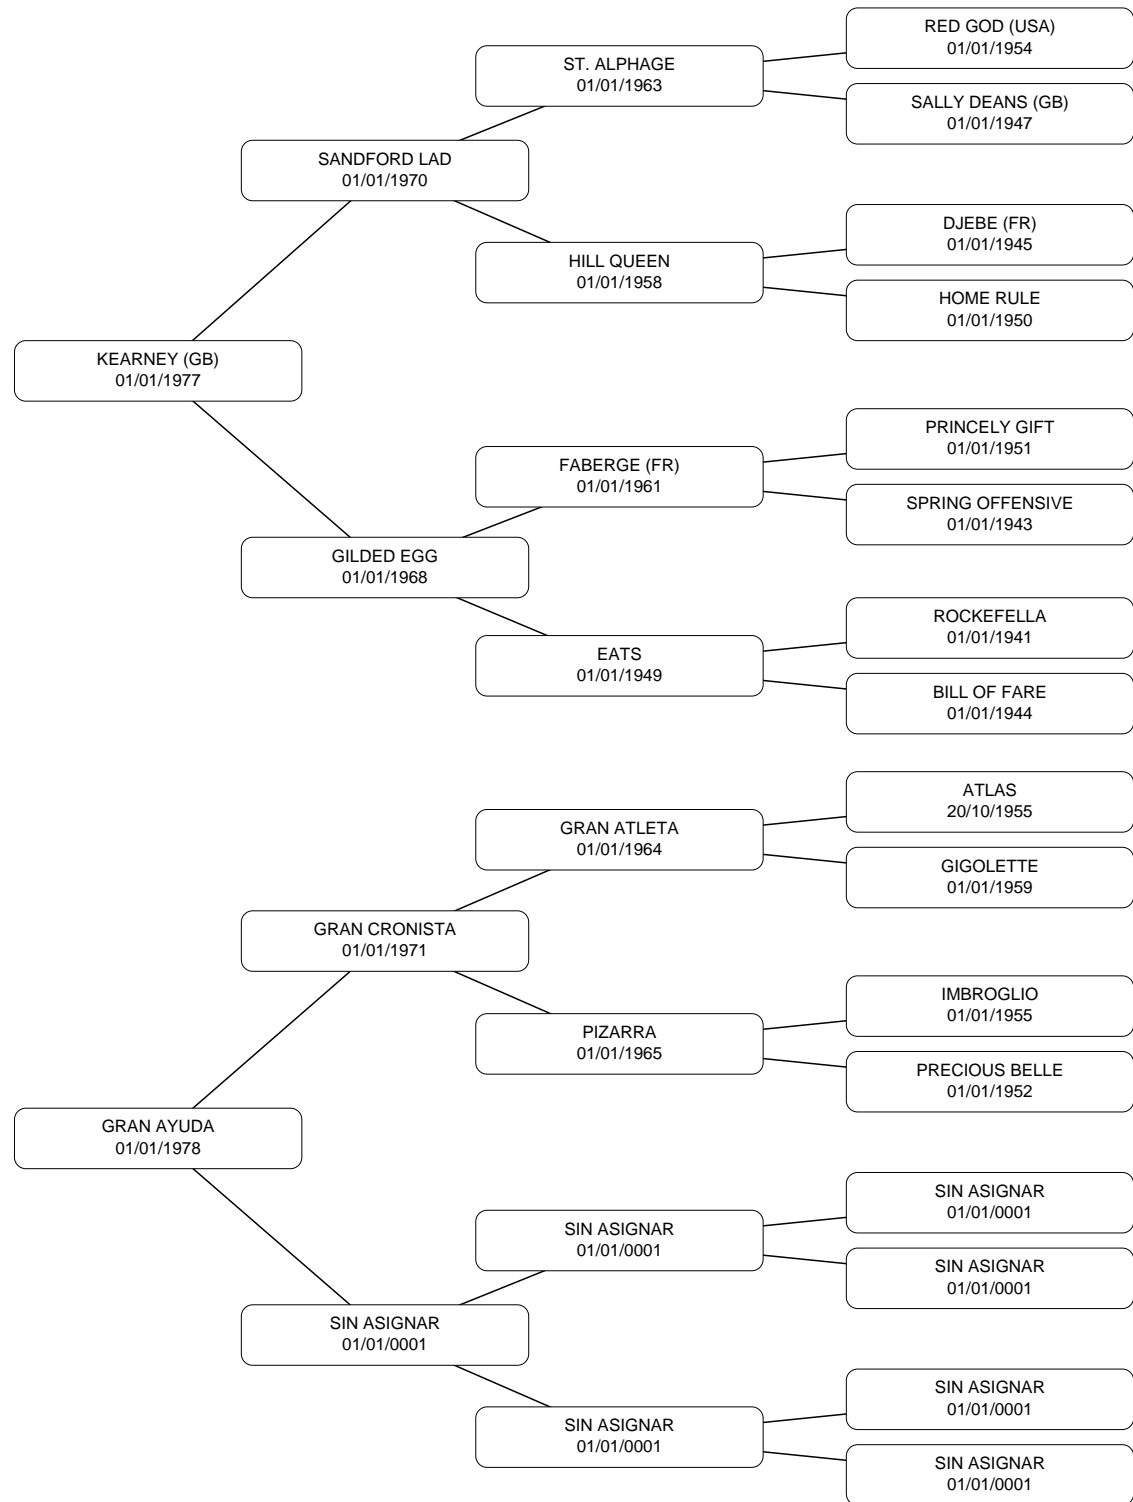 RED GOD (USA)
01/01/1954
ST. ALPHAGE
01/01/1963
SALLY DEANS (GB)
01/01/1947
SANDFORD LAD
01/01/1970
DJEBE (FR)
01/01/1945
HILL QUEEN
01/01/1958
HOME RULE
01/01/1950
KEARNEY (GB)
01/01/1977
PRINCELY GIFT
01/01/1951
FABERGE (FR)
01/01/1961
SPRING OFFENSIVE
01/01/1943
GILDED EGG
01/01/1968
ROCKEFELLA
01/01/1941
EATS
01/01/1949
BILL OF FARE
01/01/1944
ATLAS
20/10/1955
GRAN ATLETA
01/01/1964
GIGOLETTE
01/01/1959
GRAN CRONISTA
01/01/1971
IMBROGLIO
01/01/1955
PIZARRA
01/01/1965
PRECIOUS BELLE
01/01/1952
GRAN AYUDA
01/01/1978
SIN ASIGNAR
01/01/0001
SIN ASIGNAR
01/01/0001
SIN ASIGNAR
01/01/0001
SIN ASIGNAR
01/01/0001
SIN ASIGNAR
01/01/0001
SIN ASIGNAR
01/01/0001
SIN ASIGNAR
01/01/0001